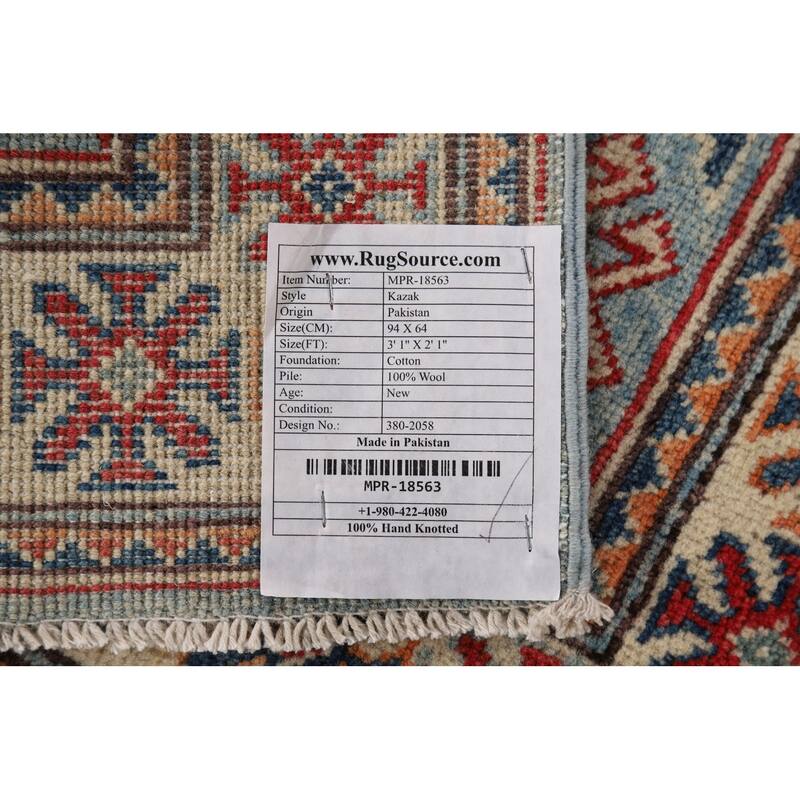 www.RugSource.com
Item Number: MPR-18563
Style Kazak
Origin Pakistan
Size(CM): 94 X 64
Size(FT): 3' 1" X 2' 1"
Foundation: Cotton
Pile: 100% Wool
Age: New
Condition:
Design No.: 380-2058
Made in Pakistan
MPR-18563
+1-980-422-4080
100% Hand Knotted